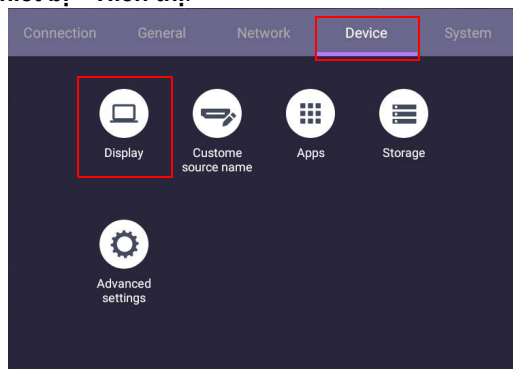 Connection General Network Device System
Display Custome source name Apps Storage
Advanced settings